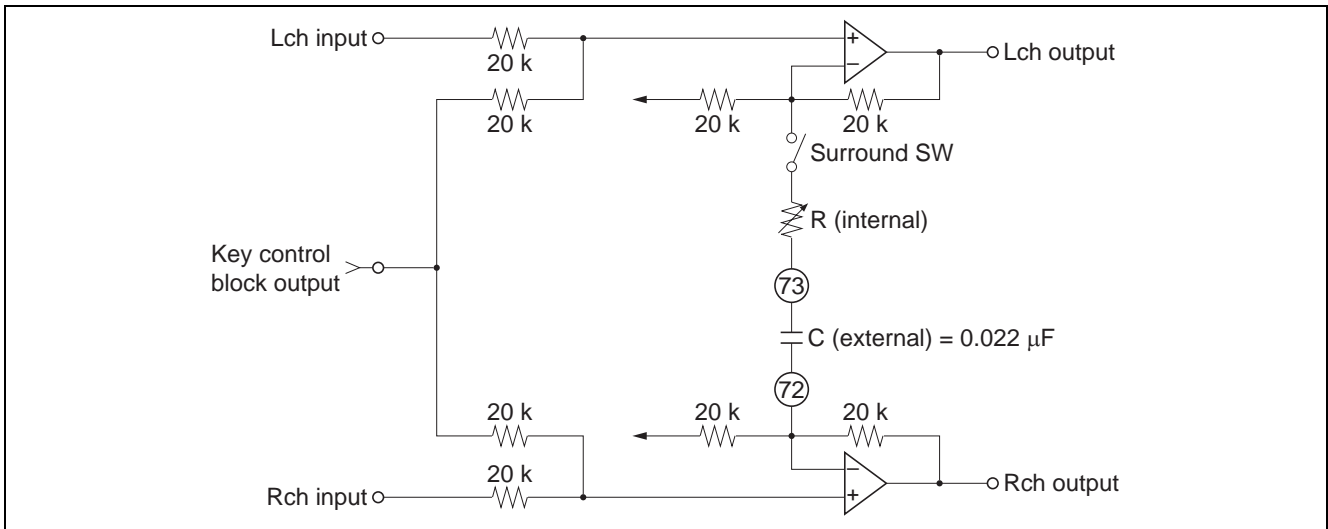 Lch input
20 k
+
−
Lch output
20 k
20 k
20 k
Surround SW
R (internal)
Key control
block output
73
C (external) = 0.022 μF
72
20 k
20 k
20 k
20 k
−
+
Rch input
Rch output